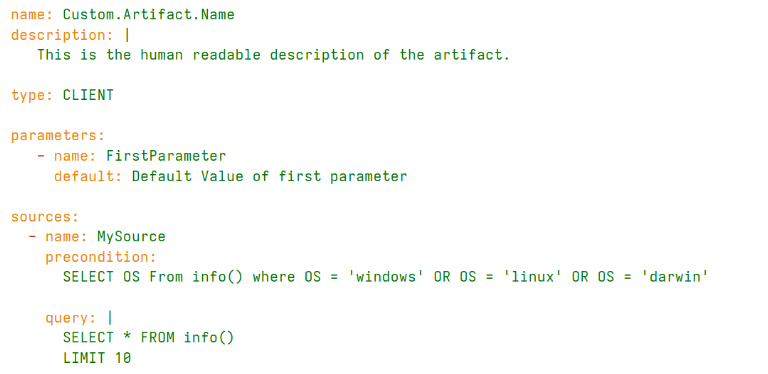 name: Custom.Artifact.Name
description: |
   This is the human readable description of the artifact.

type: CLIENT

parameters:
   - name: FirstParameter
     default: Default Value of first parameter

sources:
  - name: MySource
    precondition:
      SELECT OS From info() where OS = 'windows' OR OS = 'linux' OR OS = 'darwin'

    query: |
      SELECT * FROM info()
      LIMIT 10